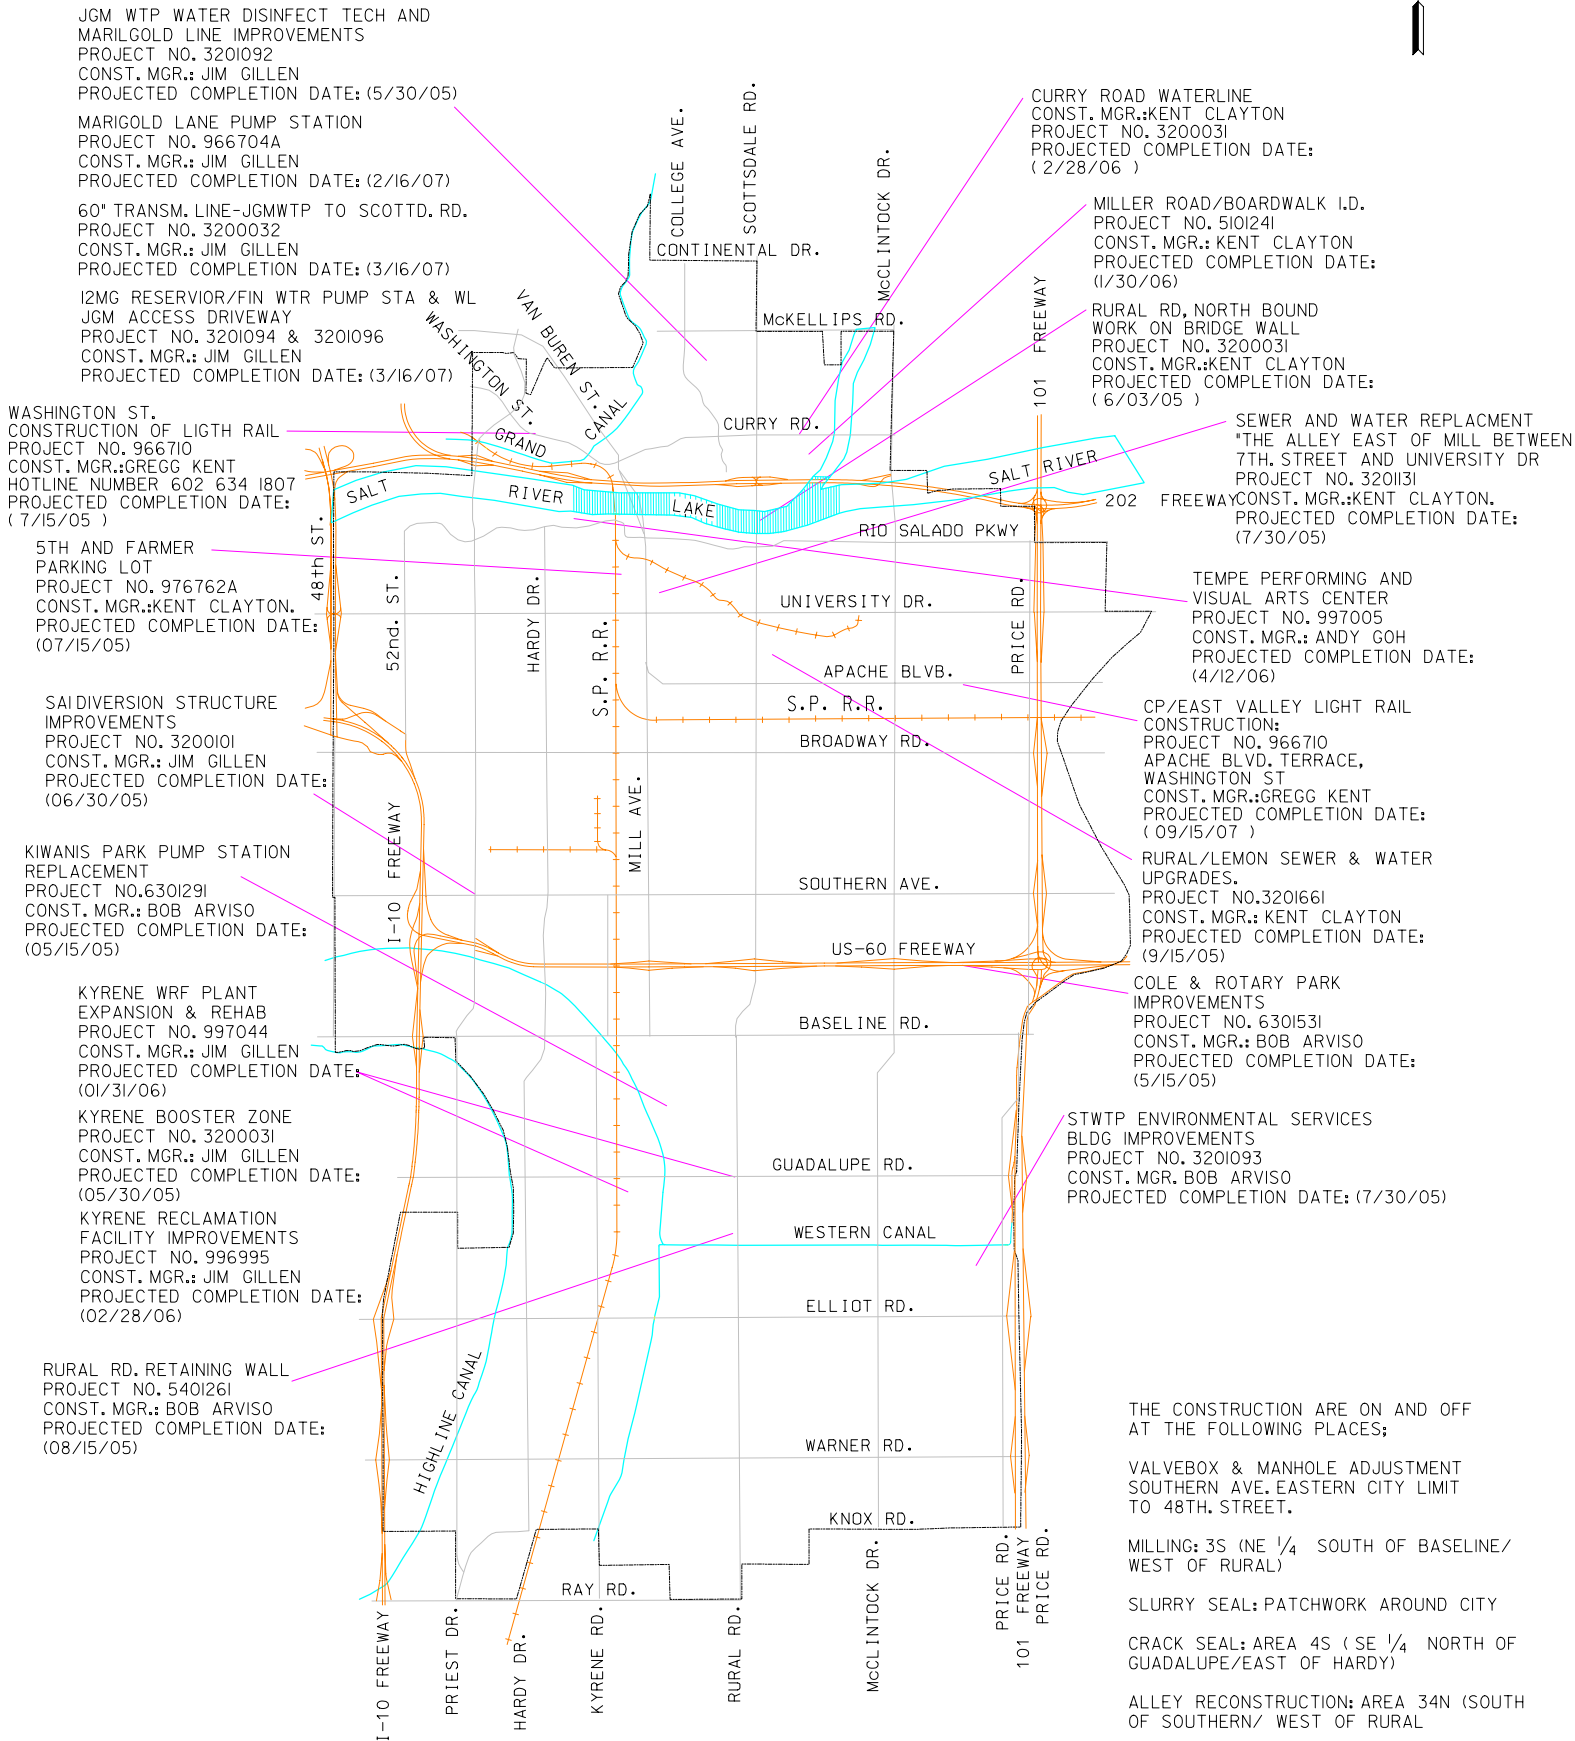 JGM WTP WATER DISINFECT TECH AND
MARILGOLD LINE IMPROVEMENTS
PROJECT NO. 3201092
CONST. MGR.: JIM GILLEN
PROJECTED COMPLETION DATE: (5/30/05)
MARIGOLD LANE PUMP STATION
PROJECT NO. 966704A
CONST. MGR.: JIM GILLEN
PROJECTED COMPLETION DATE: (2/16/07)
60" TRANSM. LINE-JGMWTP TO SCOTTD. RD.
PROJECT NO. 3200032
CONST. MGR.: JIM GILLEN
PROJECTED COMPLETION DATE: (3/16/07)
12MG RESERVIOR/FIN WTR PUMP STA & WL
JGM ACCESS DRIVEWAY
PROJECT NO. 3201094 & 3201096
CONST. MGR.: JIM GILLEN
PROJECTED COMPLETION DATE: (3/16/07)
WASHINGTON ST.
CONSTRUCTION OF LIGTH RAIL
PROJECT NO. 966710
CONST. MGR.:GREGG KENT
HOTLINE NUMBER 602 634 1807
PROJECTED COMPLETION DATE:
( 7/15/05 )
5TH AND FARMER
PARKING LOT
PROJECT NO. 976762A
CONST. MGR.:KENT CLAYTON.
PROJECTED COMPLETION DATE:
(07/15/05)
SAI DIVERSION STRUCTURE
IMPROVEMENTS
PROJECT NO. 3200101
CONST. MGR.: JIM GILLEN
PROJECTED COMPLETION DATE:
(06/30/05)
KIWANIS PARK PUMP STATION
REPLACEMENT
PROJECT NO.6301291
CONST. MGR.: BOB ARVISO
PROJECTED COMPLETION DATE:
(05/15/05)
KYRENE WRF PLANT
EXPANSION & REHAB
PROJECT NO. 997044
CONST. MGR.: JIM GILLEN
PROJECTED COMPLETION DATE:
(01/31/06)
KYRENE BOOSTER ZONE
PROJECT NO. 3200031
CONST. MGR.: JIM GILLEN
PROJECTED COMPLETION DATE:
(05/30/05)
KYRENE RECLAMATION
FACILITY IMPROVEMENTS
PROJECT NO. 996995
CONST. MGR.: JIM GILLEN
PROJECTED COMPLETION DATE:
(02/28/06)
RURAL RD. RETAINING WALL
PROJECT NO. 5401261
CONST. MGR.: BOB ARVISO
PROJECTED COMPLETION DATE:
(08/15/05)
COLLEGE AVE.
SCOTTSDALE RD.
McCLINTOCK DR.
CONTINENTAL DR.
McKELLIPS RD.
VAN BUREN ST.
WASHINGTON ST.
GRAND
CANAL
CURRY RD.
SALT
RIVER
LAKE
SALT RIVER
202 FREEWAY
101 FREEWAY
RIO SALADO PKWY
48th ST.
52nd. ST.
HARDY DR.
S.P. R.R.
UNIVERSITY DR.
PRICE RD.
APACHE BLVB.
S.P. R.R.
BROADWAY RD.
I-10 FREEWAY
MILL AVE.
SOUTHERN AVE.
US-60 FREEWAY
BASELINE RD.
GUADALUPE RD.
WESTERN CANAL
ELLIOT RD.
HIGHLINE CANAL
WARNER RD.
KNOX RD.
RAY RD.
I-10 FREEWAY
PRIEST DR.
HARDY DR.
KYRENE RD.
RURAL RD.
McCLINTOCK DR.
PRICE RD.
101 FREEWAY
PRICE RD.
CURRY ROAD WATERLINE
CONST. MGR.:KENT CLAYTON
PROJECT NO. 3200031
PROJECTED COMPLETION DATE:
( 2/28/06 )
MILLER ROAD/BOARDWALK I.D.
PROJECT NO. 5101241
CONST. MGR.: KENT CLAYTON
PROJECTED COMPLETION DATE:
(1/30/06)
RURAL RD, NORTH BOUND
WORK ON BRIDGE WALL
PROJECT NO. 3200031
CONST. MGR.:KENT CLAYTON
PROJECTED COMPLETION DATE:
( 6/03/05 )
SEWER AND WATER REPLACMENT
"THE ALLEY EAST OF MILL BETWEEN
7TH. STREET AND UNIVERSITY DR
PROJECT NO. 3201131
CONST. MGR.:KENT CLAYTON.
PROJECTED COMPLETION DATE:
(7/30/05)
TEMPE PERFORMING AND
VISUAL ARTS CENTER
PROJECT NO. 997005
CONST. MGR.: ANDY GOH
PROJECTED COMPLETION DATE:
(4/12/06)
CP/EAST VALLEY LIGHT RAIL
CONSTRUCTION:
PROJECT NO. 966710
APACHE BLVD. TERRACE,
WASHINGTON ST
CONST. MGR.:GREGG KENT
PROJECTED COMPLETION DATE:
( 09/15/07 )
RURAL/LEMON SEWER & WATER
UPGRADES.
PROJECT NO.3201661
CONST. MGR.: KENT CLAYTON
PROJECTED COMPLETION DATE:
(9/15/05)
COLE & ROTARY PARK
IMPROVEMENTS
PROJECT NO. 6301531
CONST. MGR.: BOB ARVISO
PROJECTED COMPLETION DATE:
(5/15/05)
STWTP ENVIRONMENTAL SERVICES
BLDG IMPROVEMENTS
PROJECT NO. 3201093
CONST. MGR. BOB ARVISO
PROJECTED COMPLETION DATE: (7/30/05)
THE CONSTRUCTION ARE ON AND OFF
AT THE FOLLOWING PLACES;
VALVEBOX & MANHOLE ADJUSTMENT
SOUTHERN AVE. EASTERN CITY LIMIT
TO 48TH. STREET.
MILLING: 3S (NE 1/4 SOUTH OF BASELINE/
WEST OF RURAL)
SLURRY SEAL: PATCHWORK AROUND CITY
CRACK SEAL: AREA 4S ( SE 1/4 NORTH OF
GUADALUPE/EAST OF HARDY)
ALLEY RECONSTRUCTION: AREA 34N (SOUTH
OF SOUTHERN/ WEST OF RURAL